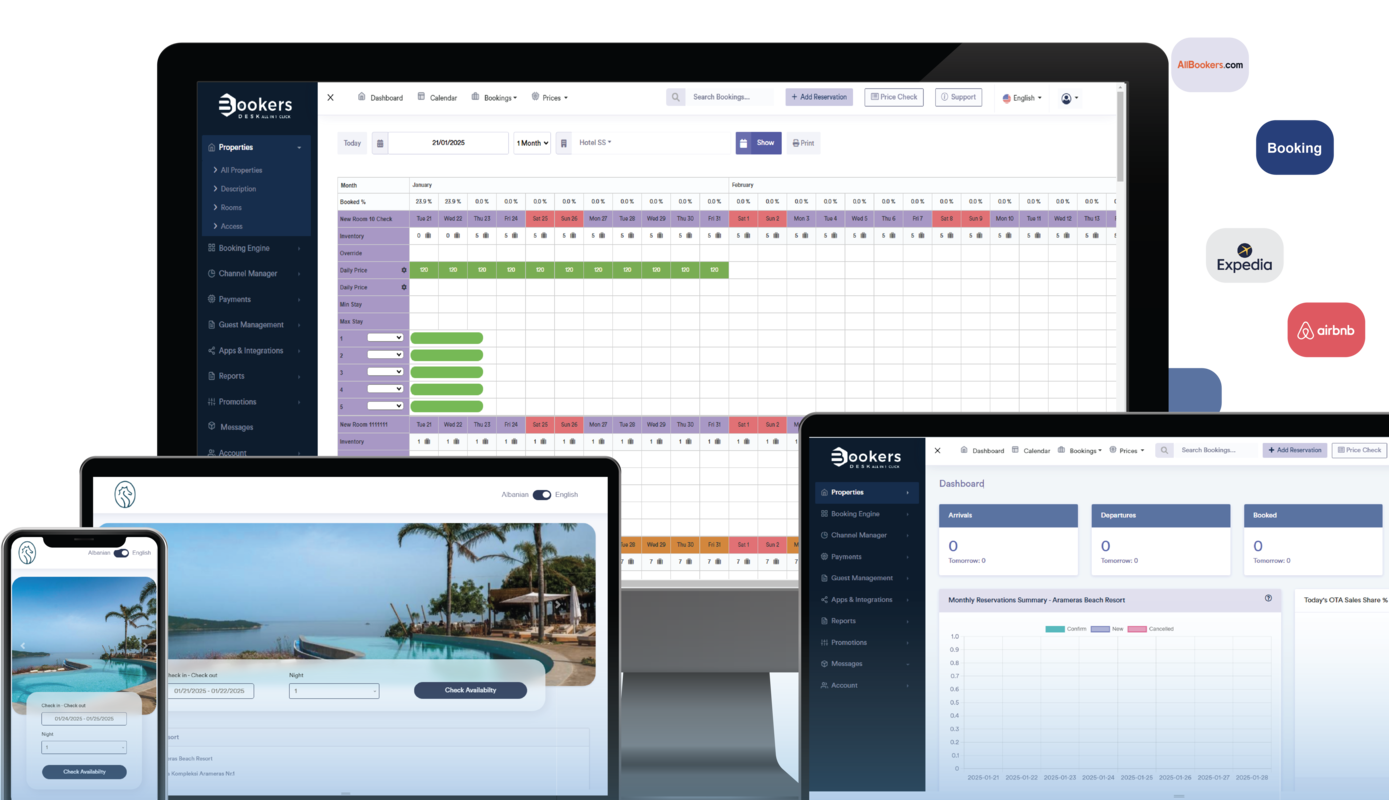 AllBookers.com
Booking
Expedia
airbnb
Bookers
DESK ALL IN 1 CLICK
Dashboard Calendar Bookings Prices Search Bookings... + Add Reservation Price Check Support English
Properties
All Properties
Description
Rooms
Access
Booking Engine
Channel Manager
Payments
Guest Management
Apps & Integrations
Reports
Promotions
Messages
Account
Today 21/01/2025 1 Month Hotel SS Show Print
Month January February
Booked % 23.9 % 23.9 % 0.0 % 0.0 % 0.0 % 0.0 % 0.0 % 0.0 % 0.0 % 0.0 % 0.0 % 0.0 % 0.0 % 0.0 % 0.0 % 0.0 % 0.0 % 0.0 % 0.0 % 0.0 % 0.0 % 0.0 % 0.0 % 0.0 %
New Room 10 Check Tue 21 Wed 22 Thu 23 Fri 24 Sat 25 Sun 26 Mon 27 Tue 28 Wed 29 Thu 30 Fri 31 Sat 1 Sun 2 Mon 3 Tue 4 Wed 5 Thu 6 Fri 7 Sat 8 Sun 9 Mon 10 Tue 11 Wed 12 Thu 13
Inventory 0 0 5 5 5 5 5 5 5 5 5 5 5 5 5 5 5 5 5 5 5 5 5 5
Override
Daily Price 120 120 120 120 120 120 120 120 120 120 120
Daily Price
Min Stay
Max Stay
1
2
3
4
5
New Room 1111111 Tue 21 Wed 22 Thu 23 Fri 24 Sat 25 Sun 26 Mon 27 Tue 28 Wed 29 Thu 30 Fri 31 Sat 1 Sun 2
Inventory 1 1 1 1 1 1 1 1 1 1 1 1 1 1
Tue 28 Wed 29 Thu 30 Fri 31 Sat 1 Sun 2
7 7 7 7 7 7 7
Albanian English
Check in - Check out Night
01/21/2025 - 01/22/2025 1 Check Availability
Albanian English
Check in - Check out
01/24/2025 - 01/25/2025
Night
1
Check Availability
Bookers
DESK ALL IN 1 CLICK
Dashboard Calendar Bookings Prices Search Bookings... + Add Reservation Price Check
Properties
Booking Engine
Channel Manager
Payments
Guest Management
Apps & Integrations
Reports
Promotions
Messages
Account
Dashboard
Arrivals Departures Booked
0 0 0
Tomorrow: 0 Tomorrow: 0 Tomorrow: 0
Monthly Reservations Summary - Arameras Beach Resort Today's OTA Sales Share %
Confirm New Cancelled
1.0
0.9
0.8
0.7
0.6
0.5
0.4
0.3
0.2
0.1
0
2025-01-21 2025-01-22 2025-01-23 2025-01-24 2025-01-25 2025-01-26 2025-01-27 2025-01-28